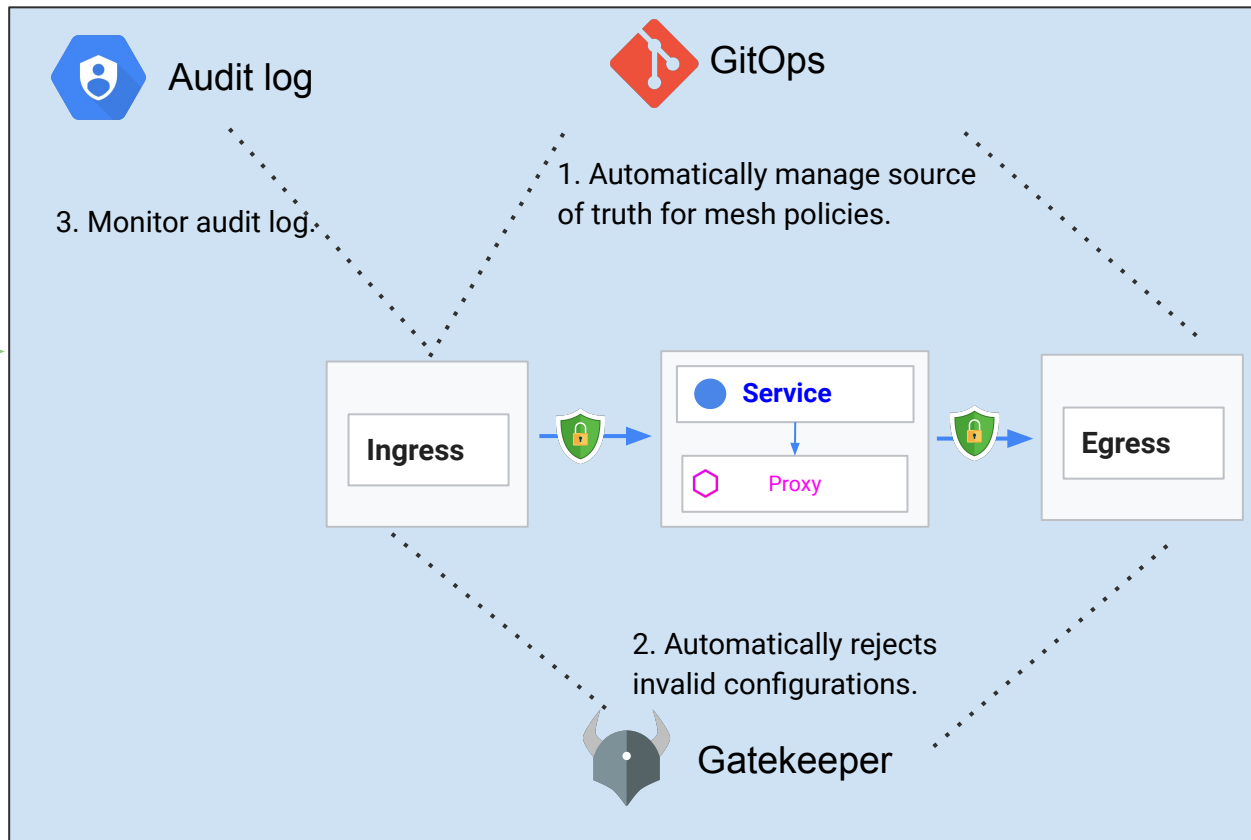 Audit log
GitOps
1. Automatically manage source
of truth for mesh policies.
3. Monitor audit log.
Ingress
Service
Proxy
Egress
2. Automatically rejects
invalid configurations.
Gatekeeper